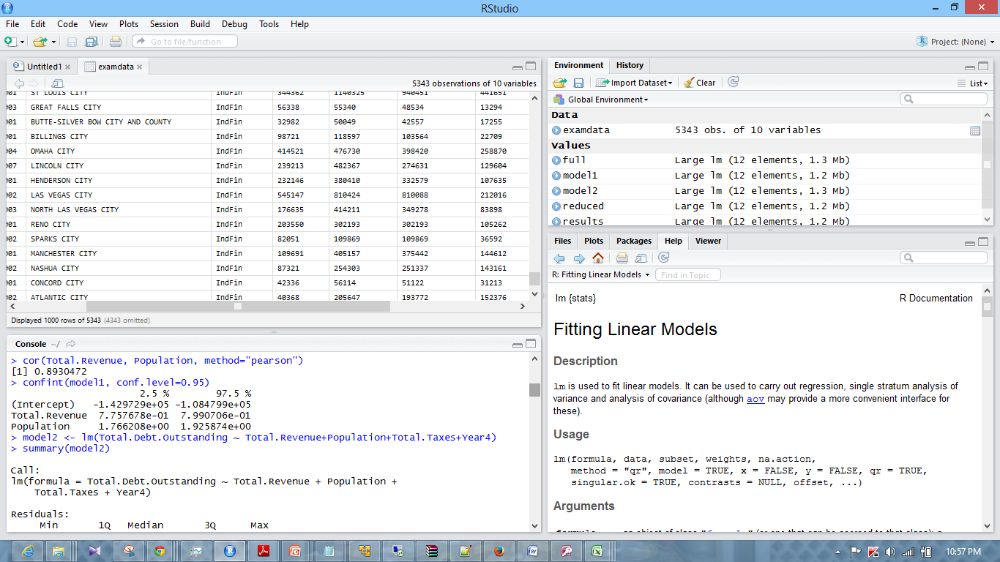 RStudio
File Edit Code View Plots Session Build Debug Tools Help
Go to file/function
Project: (None)
Untitled1 examdata
5343 observations of 10 variables
001 ST LOUIS CITY IndFin 344362 1140325 940451 441651
003 GREAT FALLS CITY IndFin 56338 55340 48534 13294
001 BUTTE-SILVER BOW CITY AND COUNTY IndFin 32982 50049 42557 17255
001 BILLINGS CITY IndFin 98721 118597 103564 22709
004 OMAHA CITY IndFin 414521 476730 398420 258870
007 LINCOLN CITY IndFin 239213 482367 274631 129604
001 HENDERSON CITY IndFin 232146 380410 332579 107635
002 LAS VEGAS CITY IndFin 545147 810424 810088 212016
003 NORTH LAS VEGAS CITY IndFin 176635 414211 349278 83898
001 RENO CITY IndFin 203550 302193 302193 105262
002 SPARKS CITY IndFin 82051 109869 109869 36592
001 MANCHESTER CITY IndFin 109691 405157 375442 144612
002 NASHUA CITY IndFin 87321 254303 251337 143161
001 CONCORD CITY IndFin 42336 56114 51122 31213
002 ATLANTIC CITY IndFin 40368 205647 193772 152376
Displayed 1000 rows of 5343 (4343 omitted)
Console ~/
> cor(Total.Revenue, Population, method="pearson")
[1] 0.8930472
> confint(model1, conf.level=0.95)
2.5 % 97.5 %
(Intercept) -1.429729e+05 -1.084799e+05
Total.Revenue 7.757678e-01 7.990706e-01
Population 1.766208e+00 1.925874e+00
> model2 <- lm(Total.Debt.Outstanding ~ Total.Revenue+Population+Total.Taxes+Year4)
> summary(model2)
Call:
lm(formula = Total.Debt.Outstanding ~ Total.Revenue + Population +
Total.Taxes + Year4)
Residuals:
Min 1Q Median 3Q Max
Environment History
Import Dataset Clear
List
Global Environment
Data
examdata 5343 obs. of 10 variables
Values
full Large lm (12 elements, 1.3 Mb)
model1 Large lm (12 elements, 1.2 Mb)
model2 Large lm (12 elements, 1.3 Mb)
reduced Large lm (12 elements, 1.2 Mb)
results Large lm (12 elements, 1.2 Mb)
Files Plots Packages Help Viewer
R: Fitting Linear Models Find in Topic
lm {stats} R Documentation
Fitting Linear Models
Description
lm is used to fit linear models. It can be used to carry out regression, single stratum analysis of
variance and analysis of covariance (although aov may provide a more convenient interface for
these).
Usage
lm(formula, data, subset, weights, na.action,
method = "qr", model = TRUE, x = FALSE, y = FALSE, qr = TRUE,
singular.ok = TRUE, contrasts = NULL, offset, ...)
Arguments
10:57 PM